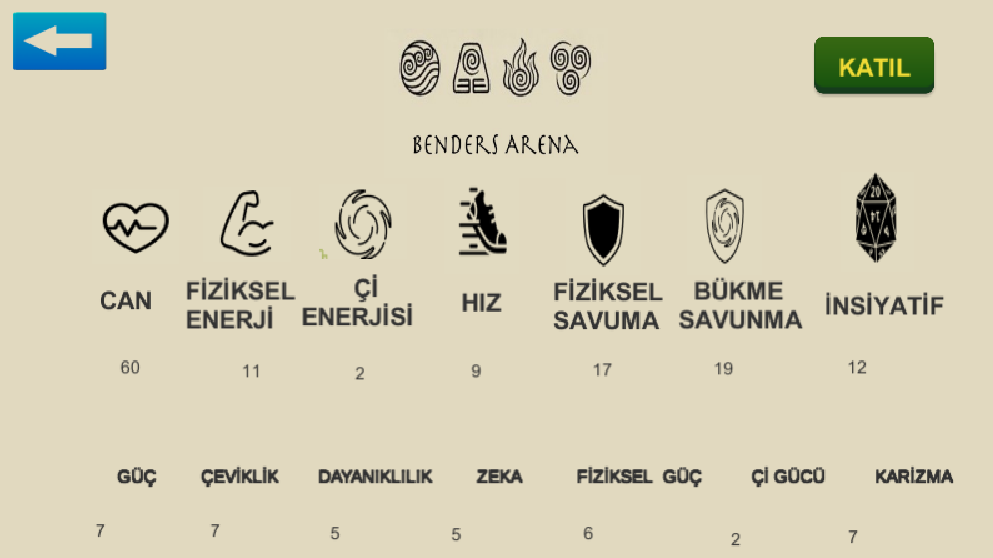 KATIL
BENDERS ARENA
CAN
FİZİKSEL
ENERJİ
Çİ
ENERJİSİ
HIZ
FİZİKSEL
SAVUMA
BÜKME
SAVUNMA
İNSİYATİF
60 11 2 9 17 19 12
GÜÇ ÇEVİKLİK DAYANIKLILIK ZEKA FİZİKSEL GÜÇ Çİ GÜCÜ KARİZMA
7 7 5 5 6 2 7